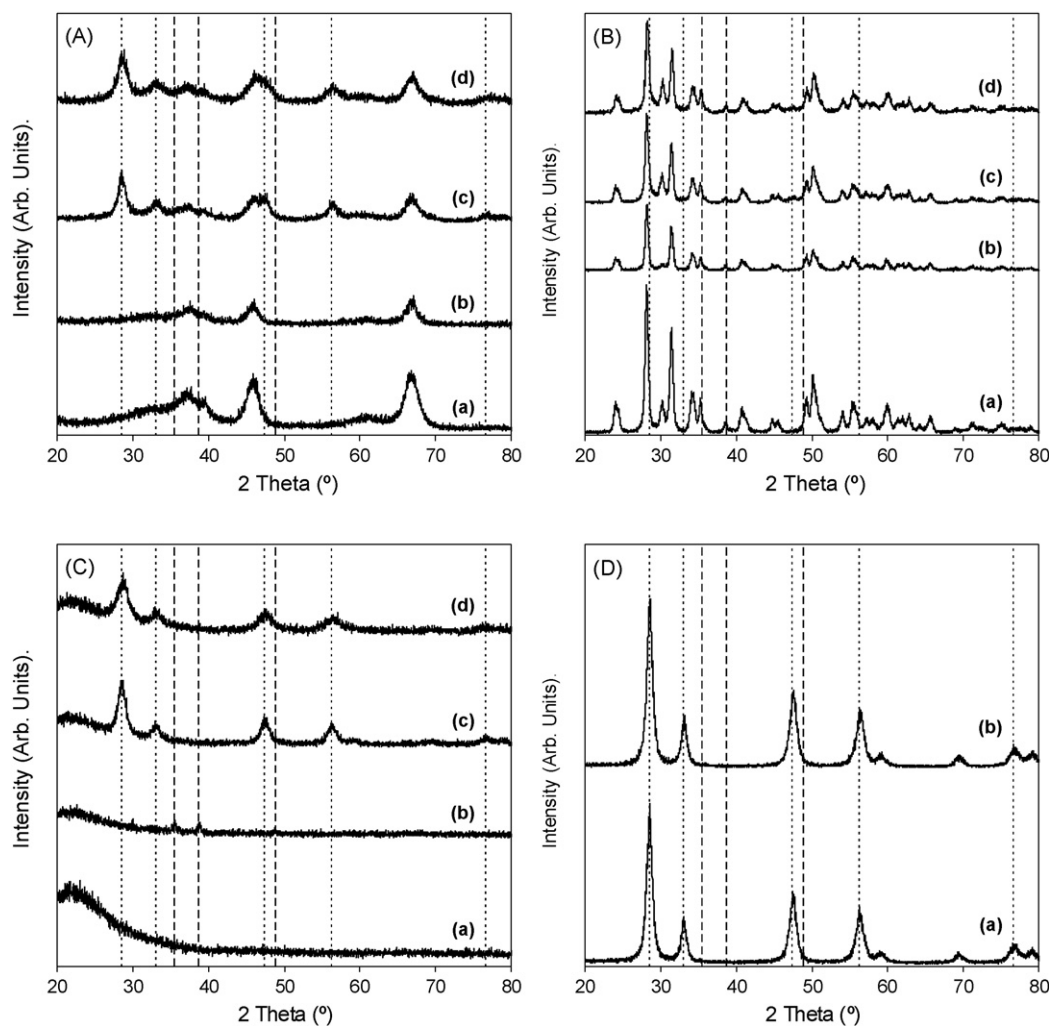 (A)
(d)
(c)
(b)
(a)
Intensity (Arb. Units).
20 30 40 50 60 70 80
2 Theta (º)
(B)
(d)
(c)
(b)
(a)
Intensity (Arb. Units).
20 30 40 50 60 70 80
2 Theta (º)
(C)
(d)
(c)
(b)
(a)
Intensity (Arb. Units).
20 30 40 50 60 70 80
2 Theta (º)
(D)
(b)
(a)
Intensity (Arb. Units).
20 30 40 50 60 70 80
2 Theta (º)